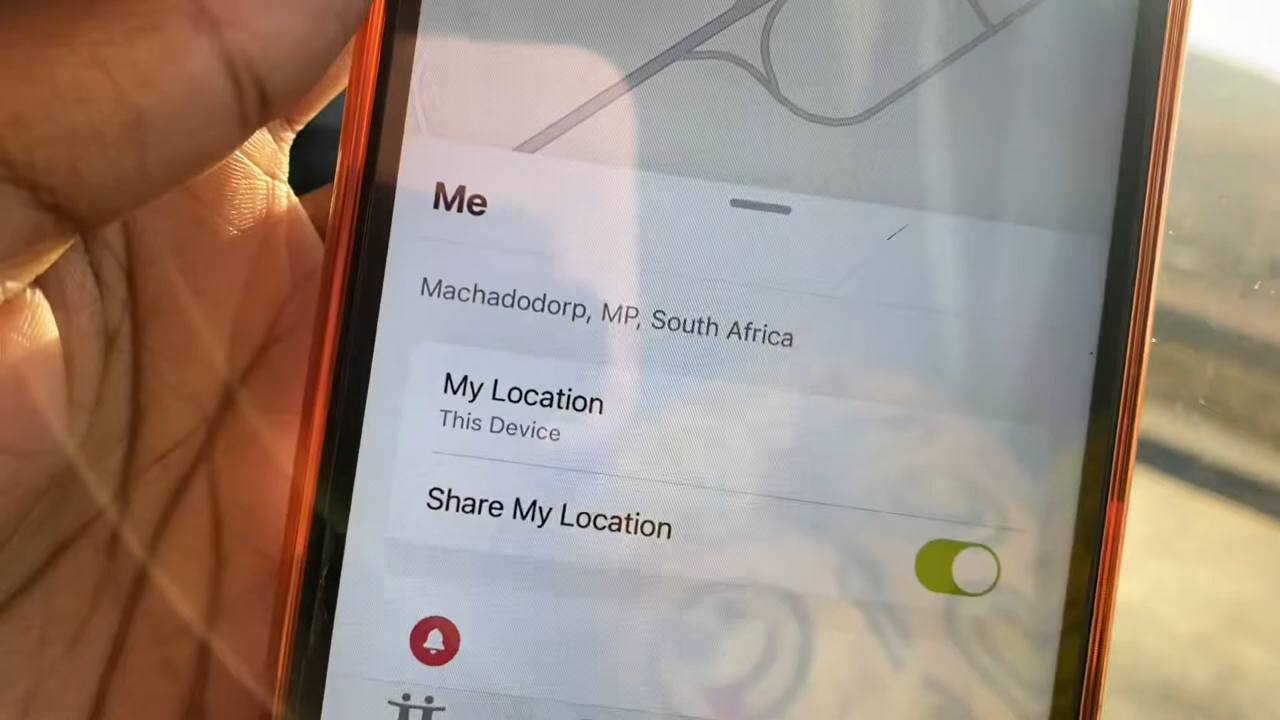 Me
Machadodorp, MP, South Africa
My Location
This Device
Share My Location